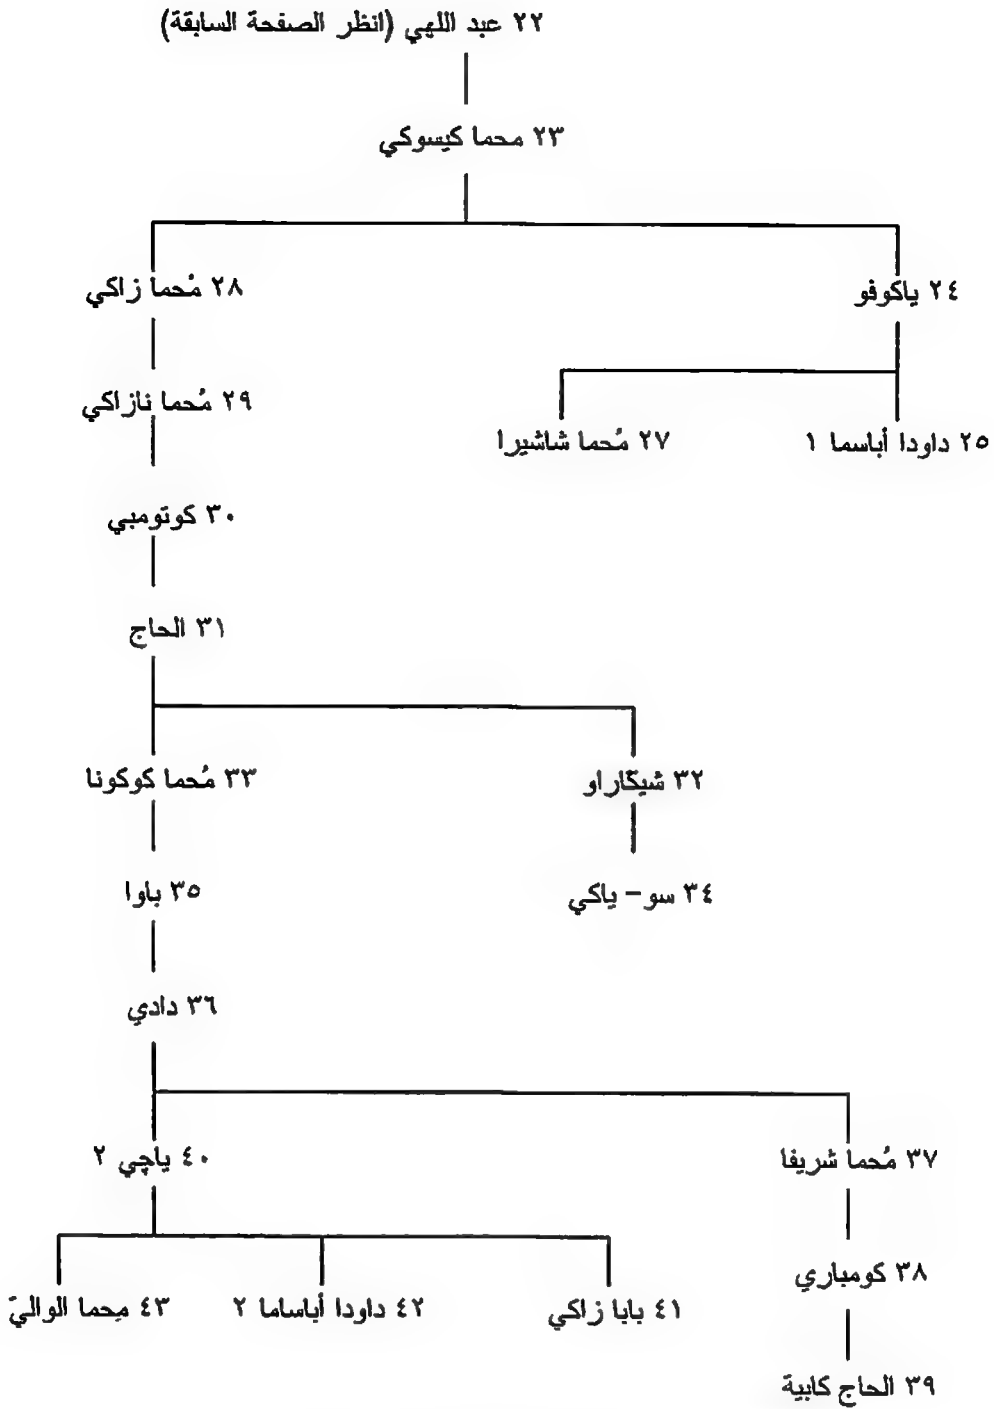 ٢٢ عبد اللهي (انظر الصفحة السابقة)
٢٣ محما كيسوكي
٢٤ ياكوفو
٢٨ مُحما زاكي
٢٩ مُحما نازاكي
٢٥ داودا أباسما ١
٢٧ مُحما شاشيرا
٣٠ كوتومبي
٣١ الحاج
٣٢ شيكّاراو
٣٣ مُحما كوكونا
٣٤ سو- ياكي
٣٥ باوا
٣٦ دادي
٣٧ مُحما شريفا
٤٠ ياچي ٢
٣٨ كومباري
٤١ بابا زاكي
٤٢ داودا أباساما ٢
٤٣ مِحما الواليّ
٣٩ الحاج كابية